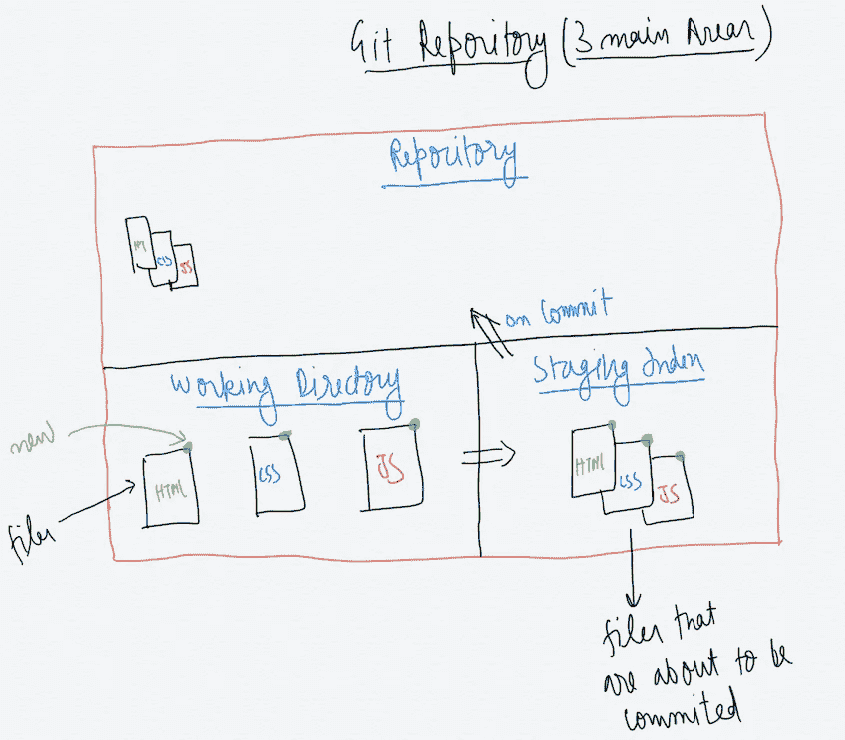 Git Repository (3 main Areas)
Repository
CSS
JS
on Commit
Working Directory
Staging Index
new
HTML
CSS
JS
HTML
CSS
JS
files
files that
are about to be
commited